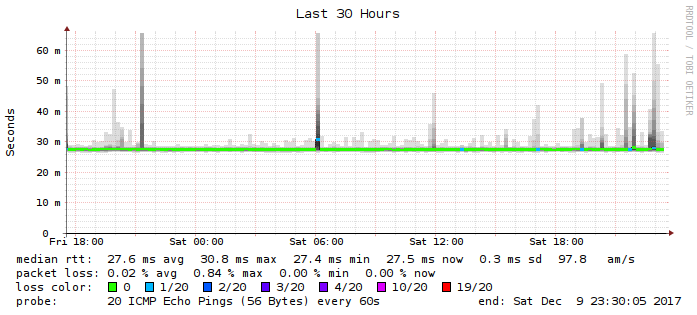 Last 30 Hours
RRDTOOL / TOBI OETIKER
Seconds
60 m
50 m
40 m
30 m
20 m
10 m
0
Fri 18:00 Sat 00:00 Sat 06:00 Sat 12:00 Sat 18:00
median rtt: 27.6 ms avg 30.8 ms max 27.4 ms min 27.5 ms now 0.3 ms sd 97.8 am/s
packet loss: 0.02 % avg 0.84 % max 0.00 % min 0.00 % now
loss color: 0 1/20 2/20 3/20 4/20 10/20 19/20
probe: 20 ICMP Echo Pings (56 Bytes) every 60s end: Sat Dec 9 23:30:05 2017